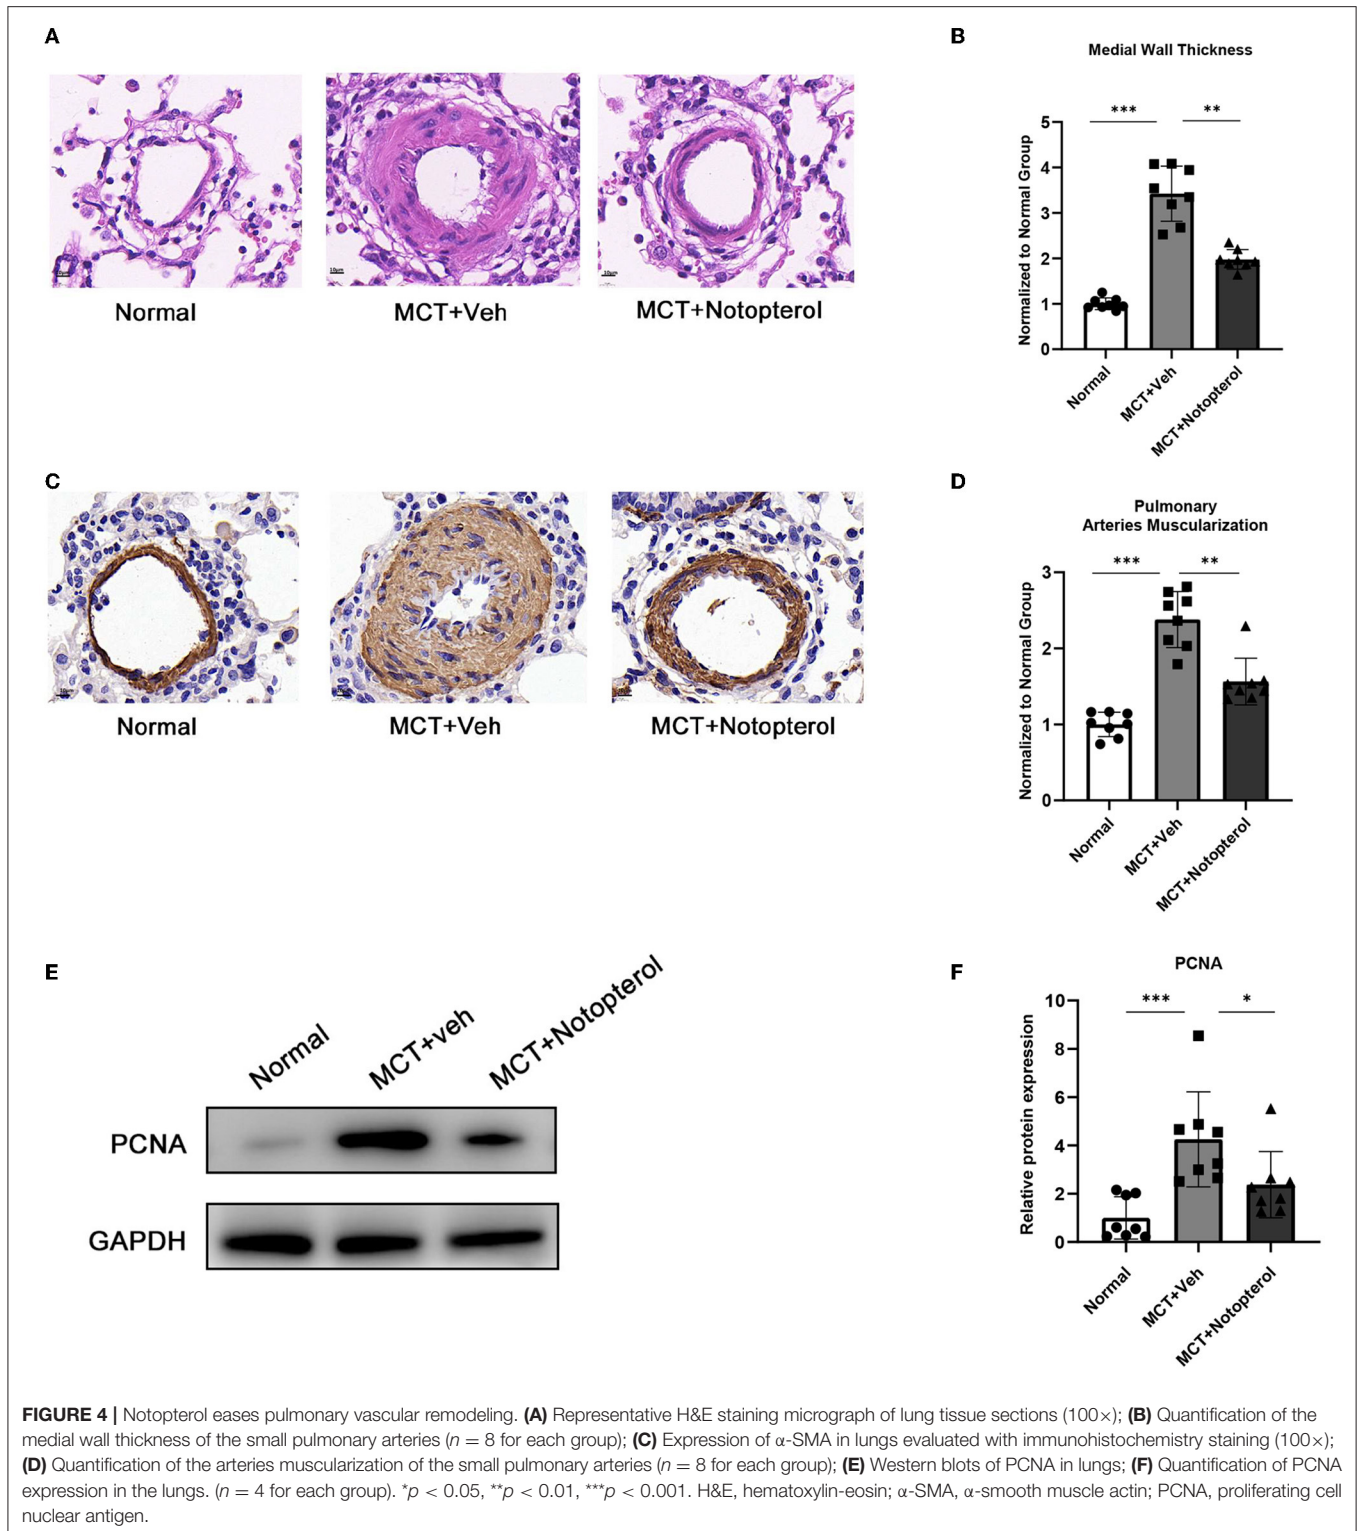 A
Normal
MCT+Veh
MCT+Notopterol
10μm
10μm
B
Medial Wall Thickness
***
**
Normalized to Normal Group
5
4
3
2
1
0
Normal
MCT+Veh
MCT+Notopterol
C
Normal
MCT+Veh
MCT+Notopterol
D
Pulmonary
Arteries Muscularization
***
**
Normalized to Normal Group
3
2
1
0
Normal
MCT+Veh
MCT+Notopterol
E
Normal
MCT+veh
MCT+Notopterol
PCNA
GAPDH
F
PCNA
***
*
Relative protein expression
10
8
6
4
2
0
Normal
MCT+Veh
MCT+Notopterol
FIGURE 4 | Notopterol eases pulmonary vascular remodeling. (A) Representative H&E staining micrograph of lung tissue sections (100×); (B) Quantification of the
medial wall thickness of the small pulmonary arteries (n = 8 for each group); (C) Expression of α-SMA in lungs evaluated with immunohistochemistry staining (100×);
(D) Quantification of the arteries muscularization of the small pulmonary arteries (n = 8 for each group); (E) Western blots of PCNA in lungs; (F) Quantification of PCNA
expression in the lungs. (n = 4 for each group). *p < 0.05, **p < 0.01, ***p < 0.001. H&E, hematoxylin-eosin; α-SMA, α-smooth muscle actin; PCNA, proliferating cell
nuclear antigen.